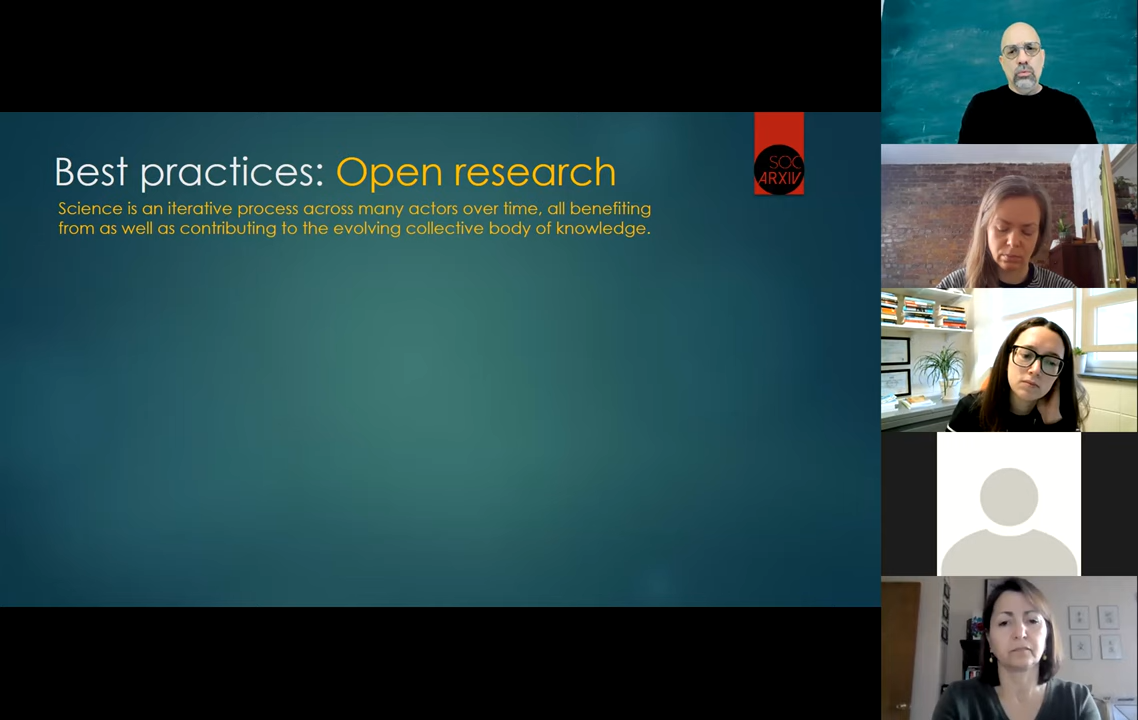 Best practices: Open research
Science is an iterative process across many actors over time, all benefiting
from as well as contributing to the evolving collective body of knowledge.
SOC
ARXIV